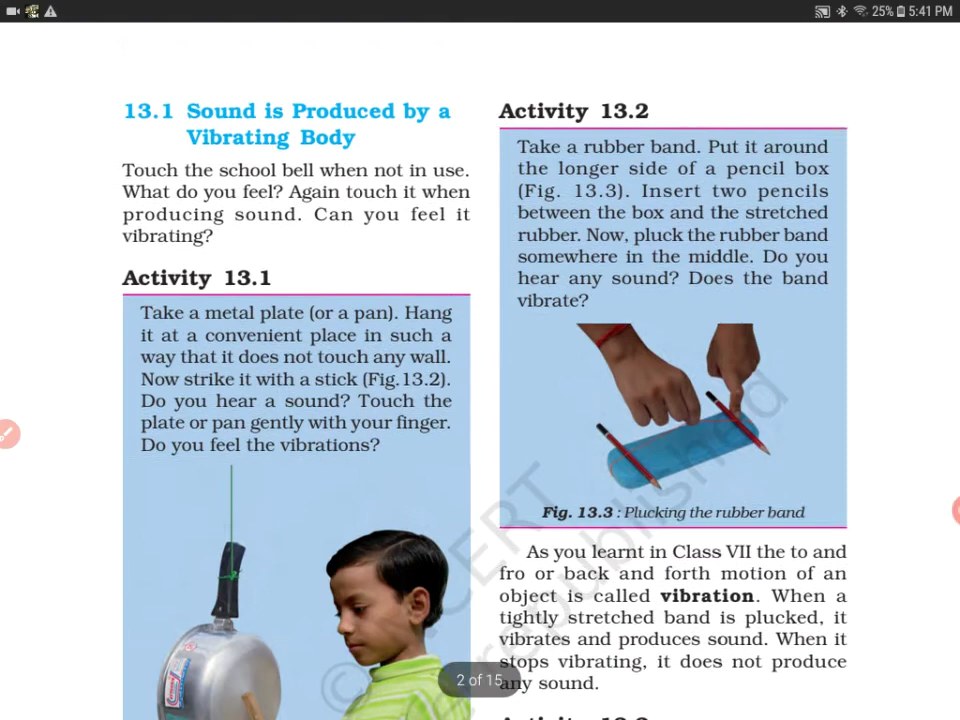 25% 5:41 PM
13.1 Sound is Produced by a
Vibrating Body
Touch the school bell when not in use.
What do you feel? Again touch it when
producing sound. Can you feel it
vibrating?
Activity 13.1
Take a metal plate (or a pan). Hang
it at a convenient place in such a
way that it does not touch any wall.
Now strike it with a stick (Fig.13.2).
Do you hear a sound? Touch the
plate or pan gently with your finger.
Do you feel the vibrations?
Activity 13.2
Take a rubber band. Put it around
the longer side of a pencil box
(Fig. 13.3). Insert two pencils
between the box and the stretched
rubber. Now, pluck the rubber band
somewhere in the middle. Do you
hear any sound? Does the band
vibrate?
Fig. 13.3 : Plucking the rubber band
As you learnt in Class VII the to and
fro or back and forth motion of an
object is called vibration. When a
tightly stretched band is plucked, it
vibrates and produces sound. When it
stops vibrating, it does not produce
any sound.
2 of 15